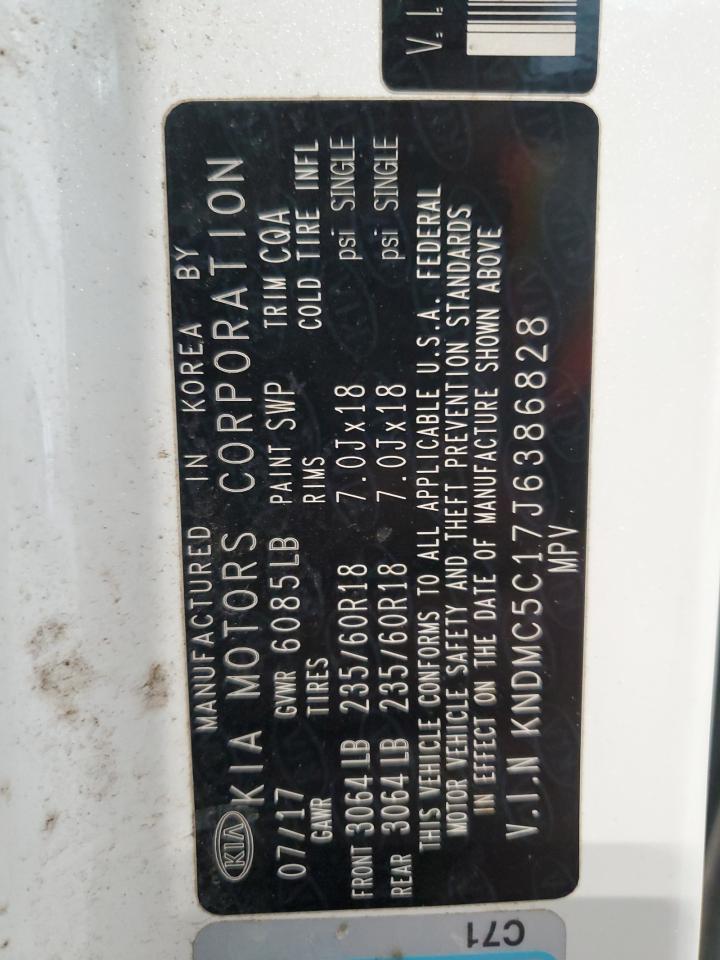 MANUFACTURED IN KOREA BY
KIA KIA MOTORS CORPORATION
07/17 GVWR 6085LB PAINT SWP TRIM CQA
GAWR TIRES RIMS COLD TIRE INFL
FRONT 3064LB 235/60R18 7.0Jx18 psi SINGLE
REAR 3064LB 235/60R18 7.0Jx18 psi SINGLE
THIS VEHICLE CONFORMS TO ALL APPLICABLE U.S.A. FEDERAL
MOTOR VEHICLE SAFETY AND THEFT PREVENTION STANDARDS
IN EFFECT ON THE DATE OF MANUFACTURE SHOWN ABOVE
V.I.N KNDMC5C17J6386828
MPV
V.I.
C71